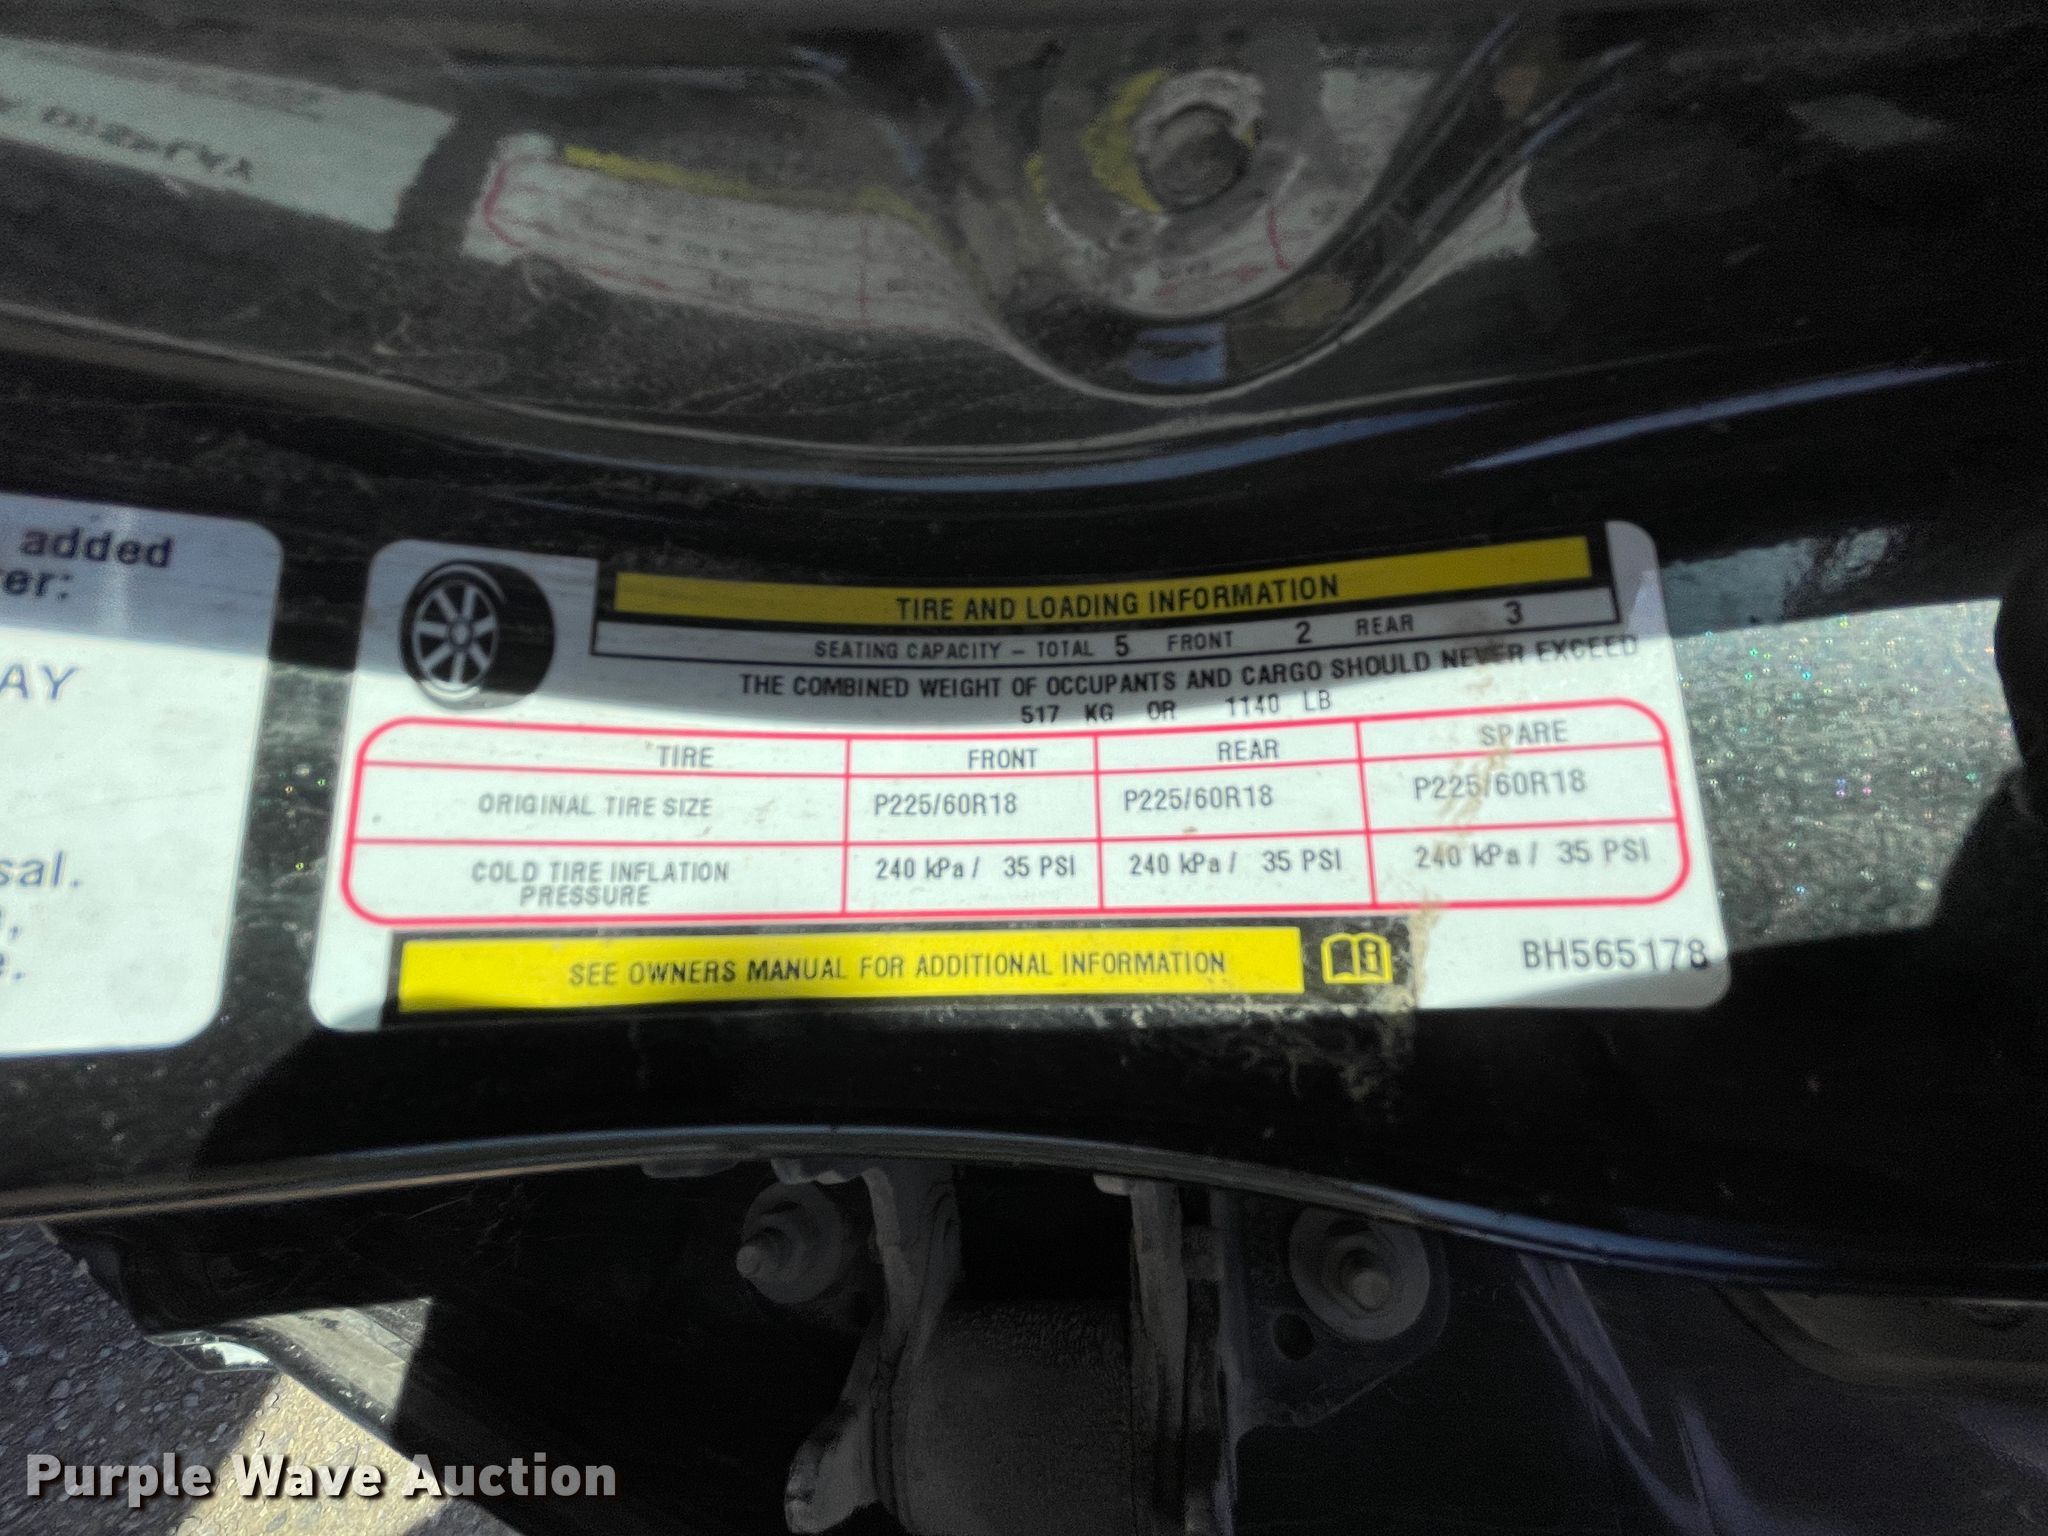 added
er:
AY
sal.
e.
TIRE AND LOADING INFORMATION
SEATING CAPACITY – TOTAL 5 FRONT 2 REAR 3
THE COMBINED WEIGHT OF OCCUPANTS AND CARGO SHOULD NEVER EXCEED
517 KG OR 1140 LB
TIRE FRONT REAR SPARE
ORIGINAL TIRE SIZE P225/60R18 P225/60R18 P225/60R18
COLD TIRE INFLATION PRESSURE 240 kPa / 35 PSI 240 kPa / 35 PSI 240 kPa / 35 PSI
SEE OWNERS MANUAL FOR ADDITIONAL INFORMATION
BH565178
Purple Wave Auction